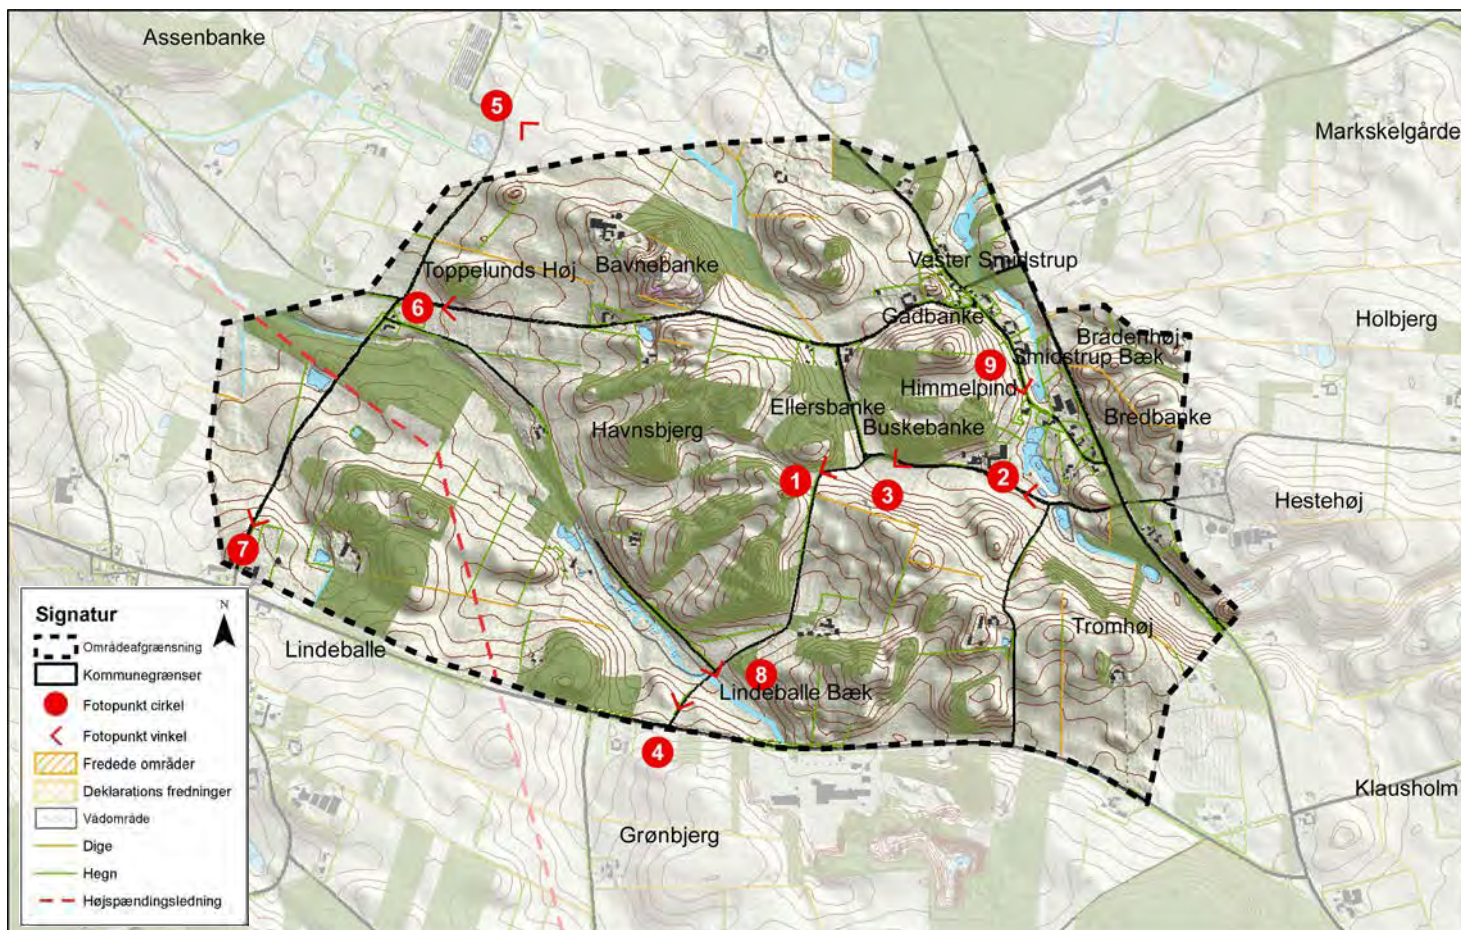 Assenbanke
5
Markskelgårde
Vester Smidstrup
Toppelunds Høj
Bavnebanke
6
Gadbanke
Holbjerg
Brådenhøj
Smidstrup Bæk
9
Himmelpind
Ellersbanke
Bredbanke
Havnsbjerg
Buskebanke
1
2
3
Hestehøj
7
Signatur
N
Områdeafgrænsning
Kommunegrænser
Fotopunkt cirkel
Fotopunkt vinkel
Fredede områder
Deklarations fredninger
Vådområde
Dige
Hegn
Højspændingsledning
Lindeballe
Tromhøj
8
Lindeballe Bæk
4
Klausholm
Grønbjerg